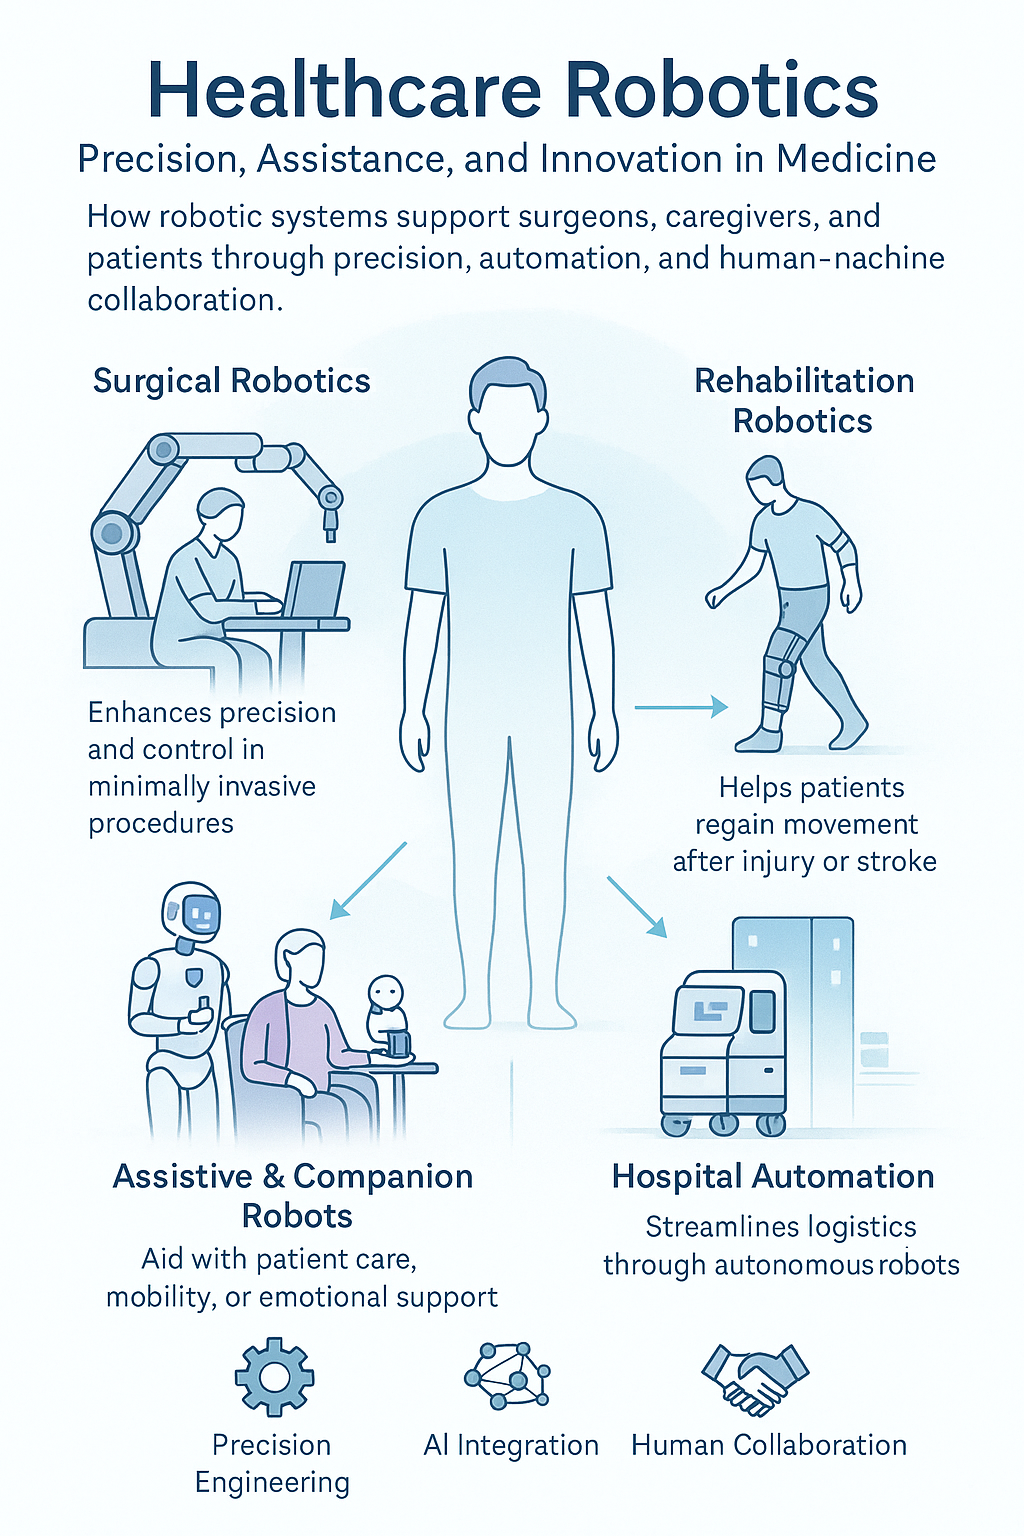 Healthcare Robotics
Precision, Assistance, and Innovation in Medicine
How robotic systems support surgeons, caregivers, and
patients through precision, automation, and human-nachine
collaboration.
Surgical Robotics
Enhances precision
and control in
minimally invasive
procedures
Rehabilitation
Robotics
Helps patients
regain movement
after injury or stroke
Assistive & Companion
Robots
Aid with patient care,
mobility, or emotional support
Hospital Automation
Streamlines logistics
through autonomous robots
Precision
Engineering
AI Integration
Human Collaboration